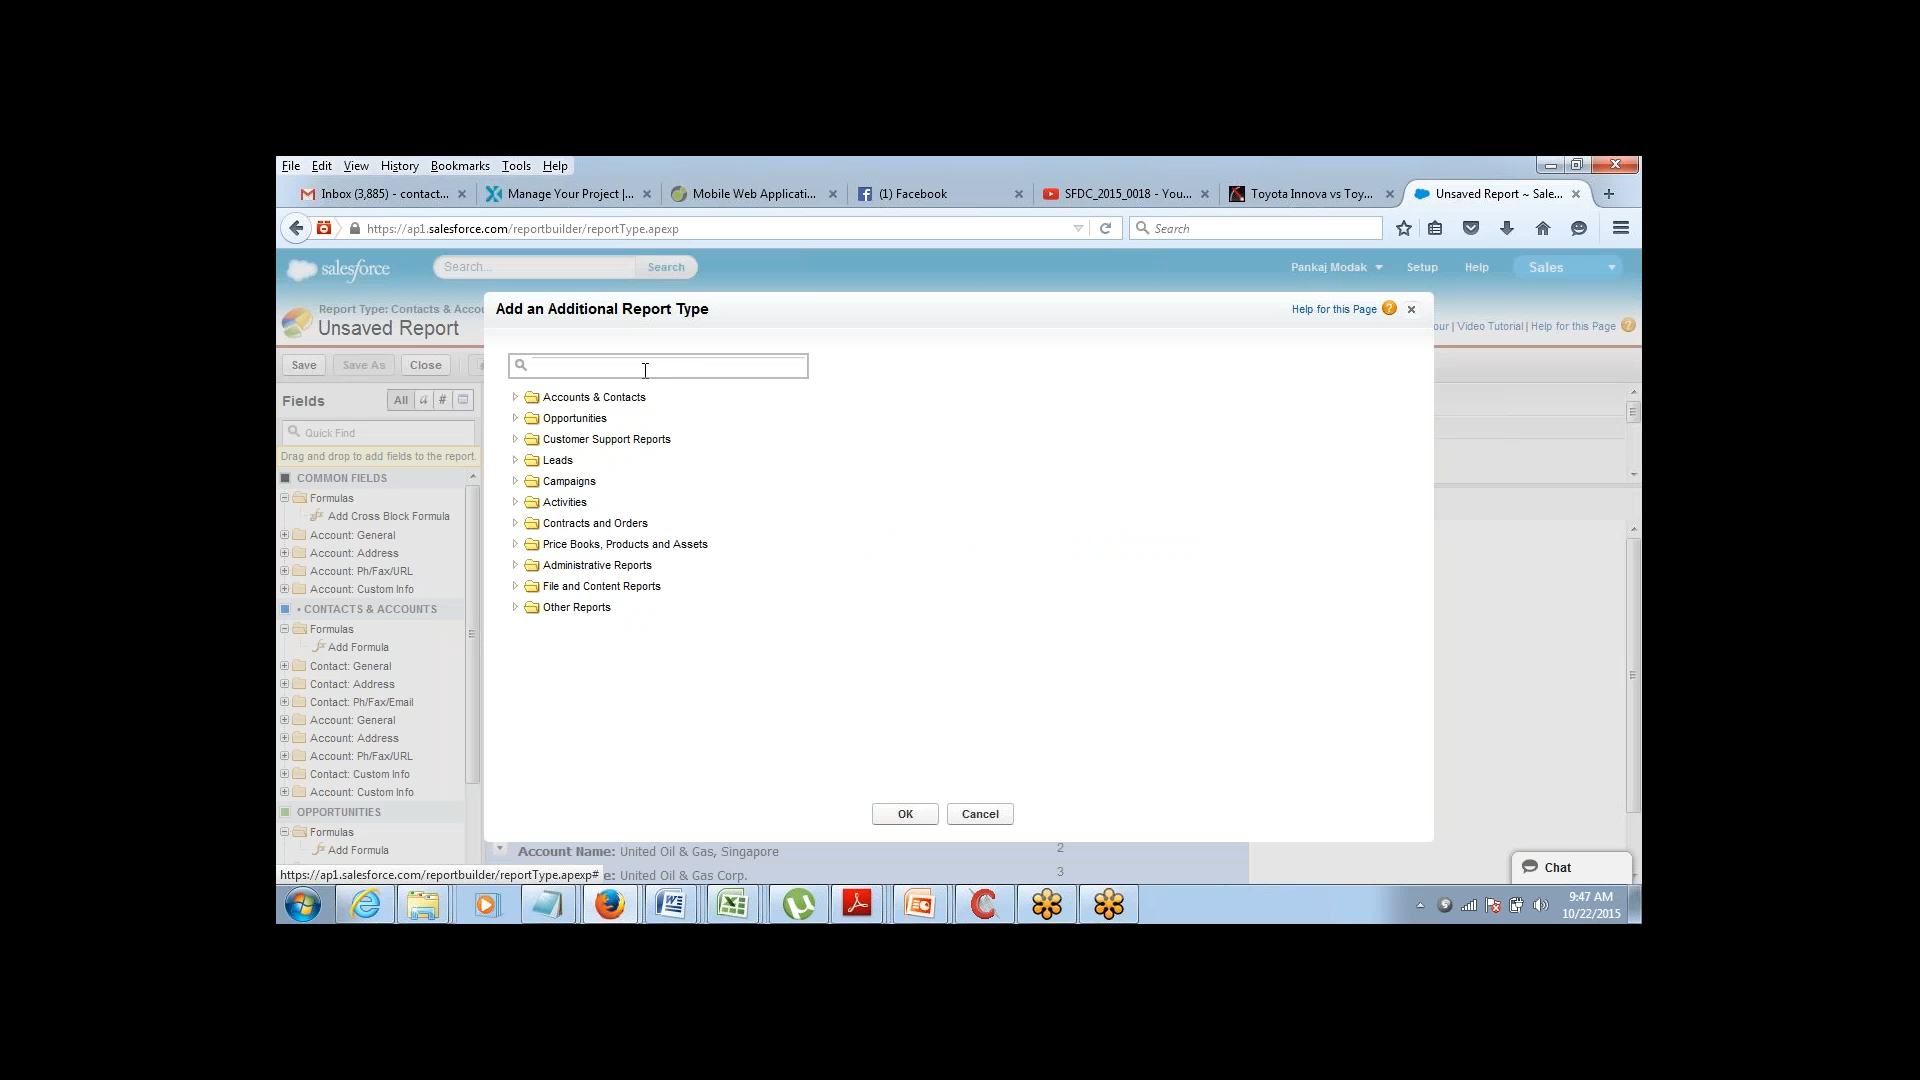 File Edit View History Bookmarks Tools Help
Inbox (3,885) - contact... Manage Your Project |... Mobile Web Applicati... (1) Facebook SFDC_2015_0018 - You... Toyota Innova vs Toy... Unsaved Report ~ Sale...
https://ap1.salesforce.com/reportbuilder/reportType.apexp Search
salesforce Search... Search Pankaj Modak Setup Help Sales
Report Type: Contacts & Accou
Unsaved Report
our | Video Tutorial | Help for this Page
Add an Additional Report Type Help for this Page
Save Save As Close
Fields All a #
Quick Find
Drag and drop to add fields to the report.
COMMON FIELDS
Formulas
Add Cross Block Formula
Account: General
Account: Address
Account: Ph/Fax/URL
Account: Custom Info
CONTACTS & ACCOUNTS
Formulas
Add Formula
Contact: General
Contact: Address
Contact: Ph/Fax/Email
Account: General
Account: Address
Account: Ph/Fax/URL
Contact: Custom Info
Account: Custom Info
OPPORTUNITIES
Formulas
Add Formula
Accounts & Contacts
Opportunities
Customer Support Reports
Leads
Campaigns
Activities
Contracts and Orders
Price Books, Products and Assets
Administrative Reports
File and Content Reports
Other Reports
OK Cancel
Account Name: United Oil & Gas, Singapore 2
e: United Oil & Gas Corp. 3
https://ap1.salesforce.com/reportbuilder/reportType.apexp#
Chat
9:47 AM
10/22/2015